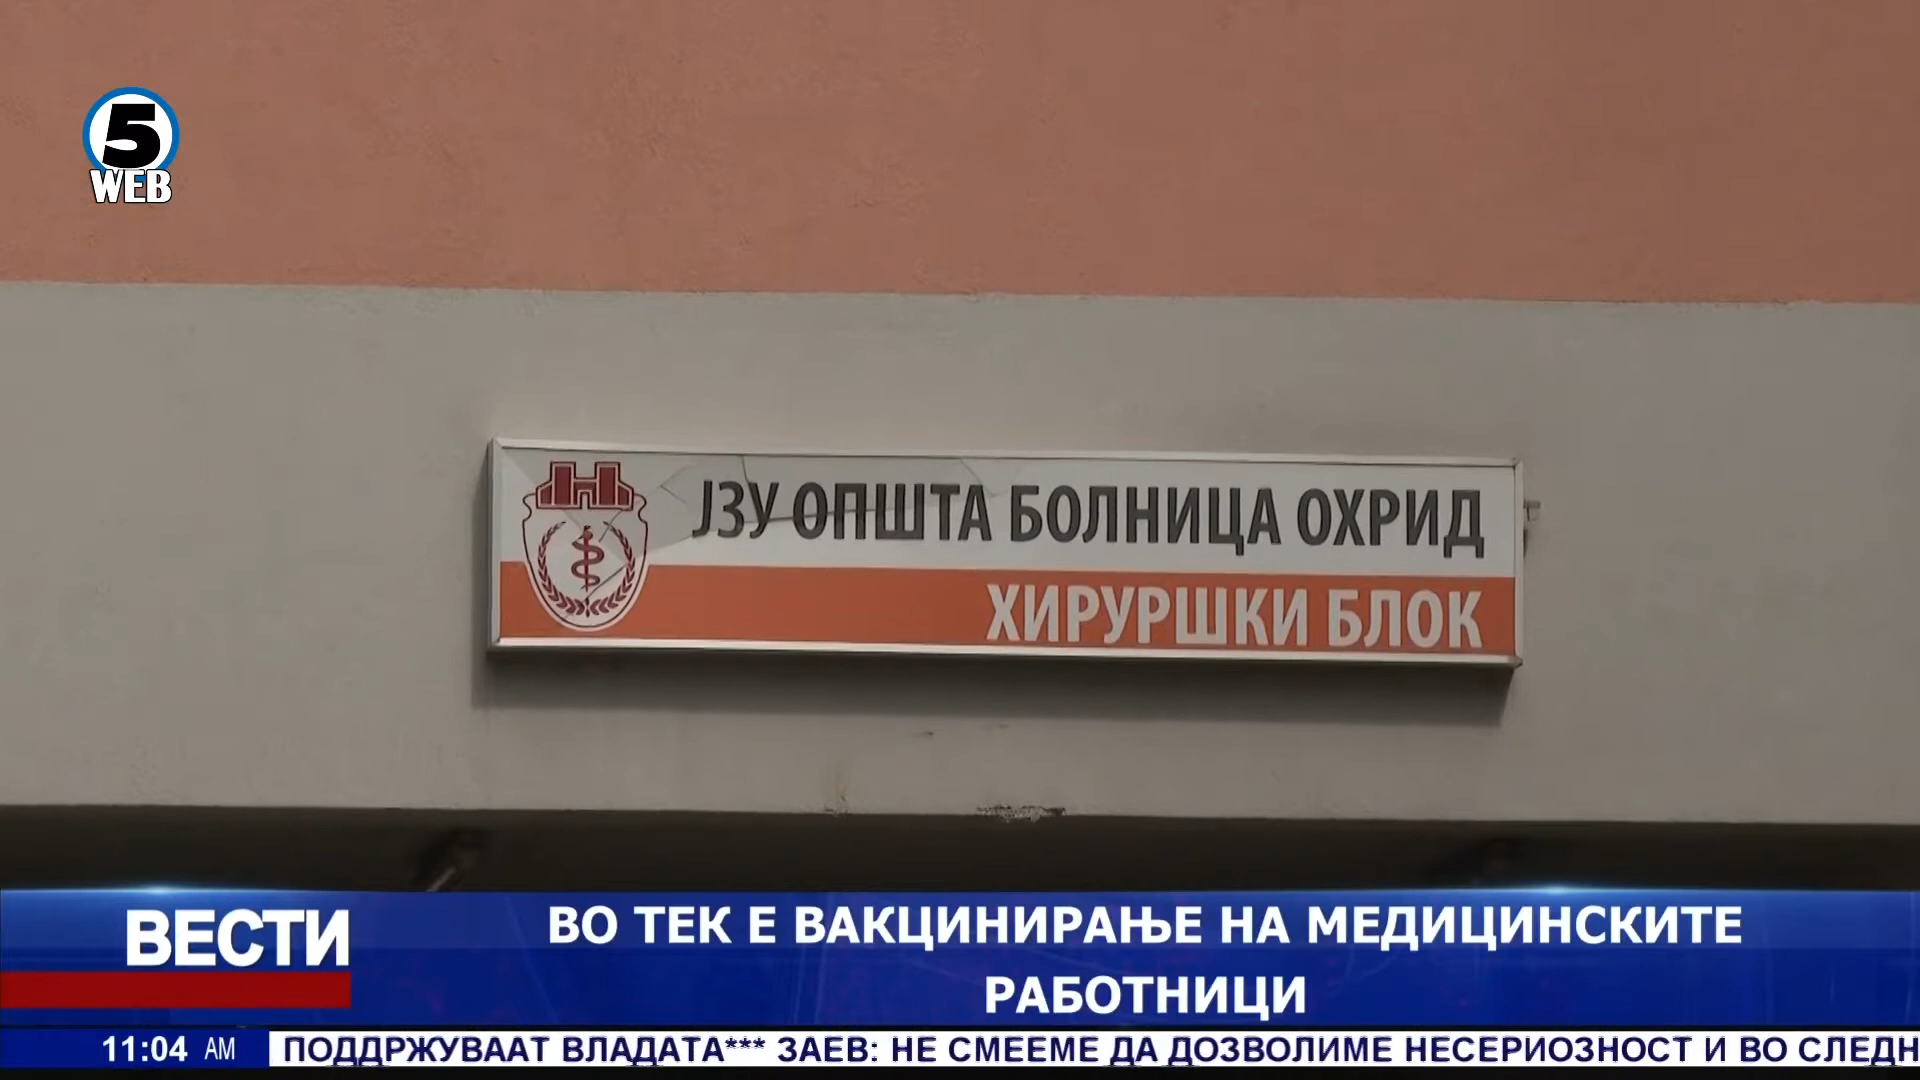 5
WEB
ЈЗУ ОПШТА БОЛНИЦА ОХРИД
ХИРУРШКИ БЛОК
ВЕСТИ
ВО ТЕК Е ВАКЦИНИРАЊЕ НА МЕДИЦИНСКИТЕ
РАБОТНИЦИ
11:04 AM
ПОДДРЖУВААТ ВЛАДАТА*** ЗАЕВ: НЕ СМЕЕМЕ ДА ДОЗВОЛИМЕ НЕСЕРИОЗНОСТ И ВО СЛЕДН